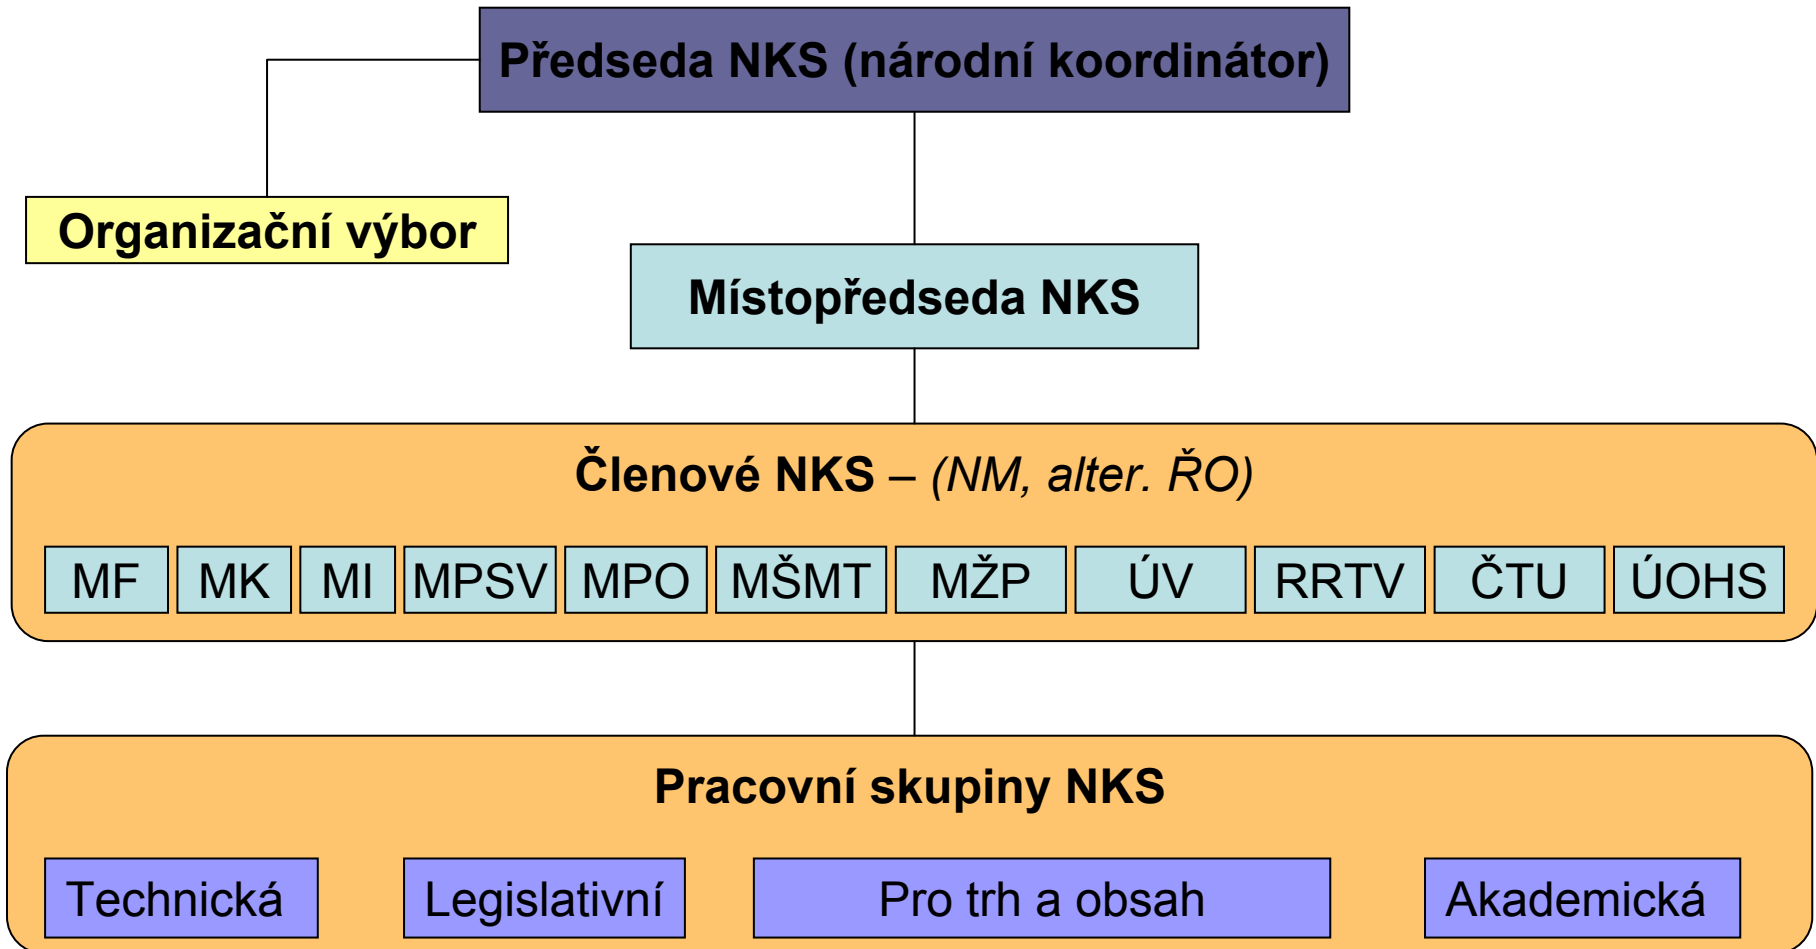 Předseda NKS (národní koordinátor)
Organizační výbor
Místopředseda NKS
Členové NKS – (NM, alter. ŘO)
MF MK MI MPSV MPO MŠMT MŽP ÚV RRTV ČTU ÚOHS
Pracovní skupiny NKS
Technická Legislativní Pro trh a obsah Akademická